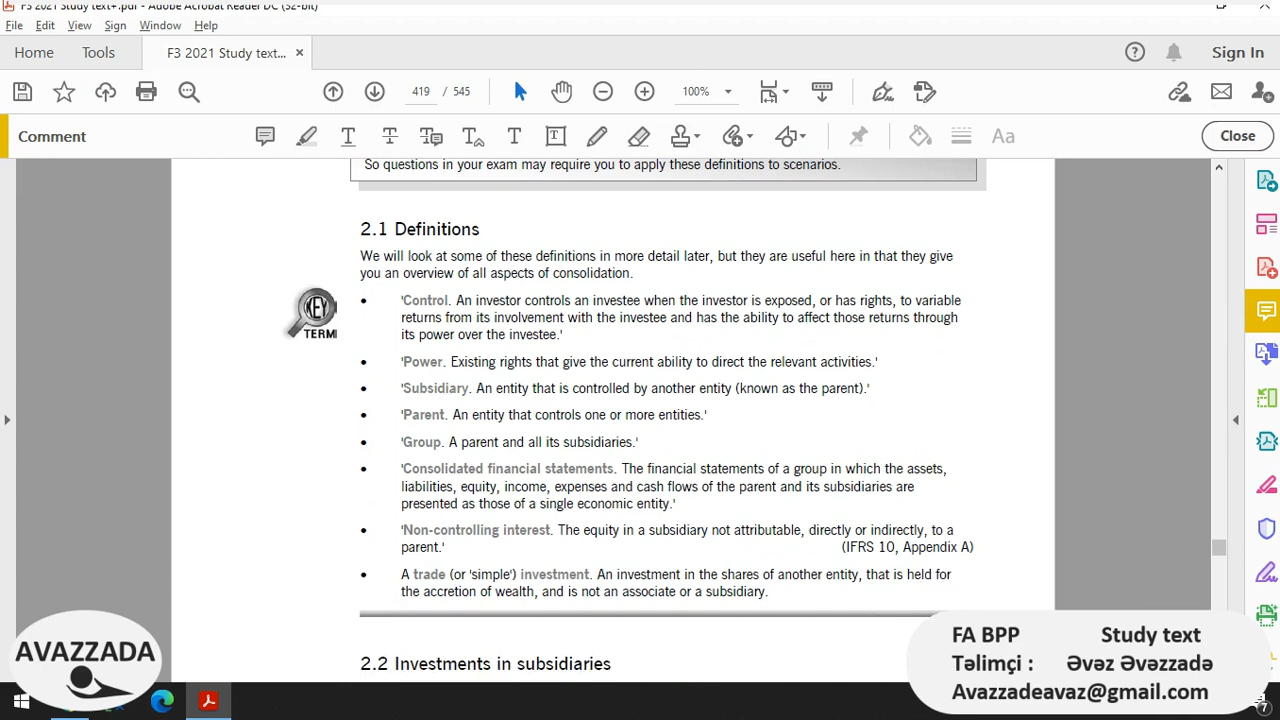 F3 2021 Study text+.pdf - Adobe Acrobat Reader DC (32-bit)
File Edit View Sign Window Help
Home Tools F3 2021 Study text... × Sign In
419 / 545 100%
Comment Aa Close
So questions in your exam may require you to apply these definitions to scenarios.
2.1 Definitions
We will look at some of these definitions in more detail later, but they are useful here in that they give
you an overview of all aspects of consolidation.
KEY
TERM
• 'Control. An investor controls an investee when the investor is exposed, or has rights, to variable
returns from its involvement with the investee and has the ability to affect those returns through
its power over the investee.'
• 'Power. Existing rights that give the current ability to direct the relevant activities.'
• 'Subsidiary. An entity that is controlled by another entity (known as the parent).'
• 'Parent. An entity that controls one or more entities.'
• 'Group. A parent and all its subsidiaries.'
• 'Consolidated financial statements. The financial statements of a group in which the assets,
liabilities, equity, income, expenses and cash flows of the parent and its subsidiaries are
presented as those of a single economic entity.'
• 'Non-controlling interest. The equity in a subsidiary not attributable, directly or indirectly, to a
parent.' (IFRS 10, Appendix A)
• A trade (or 'simple') investment. An investment in the shares of another entity, that is held for
the accretion of wealth, and is not an associate or a subsidiary.
2.2 Investments in subsidiaries
AVAZZADA
FA BPP Study text
Təlimçi : Əvəz Əvəzzadə
Avazzadeavaz@gmail.com
7